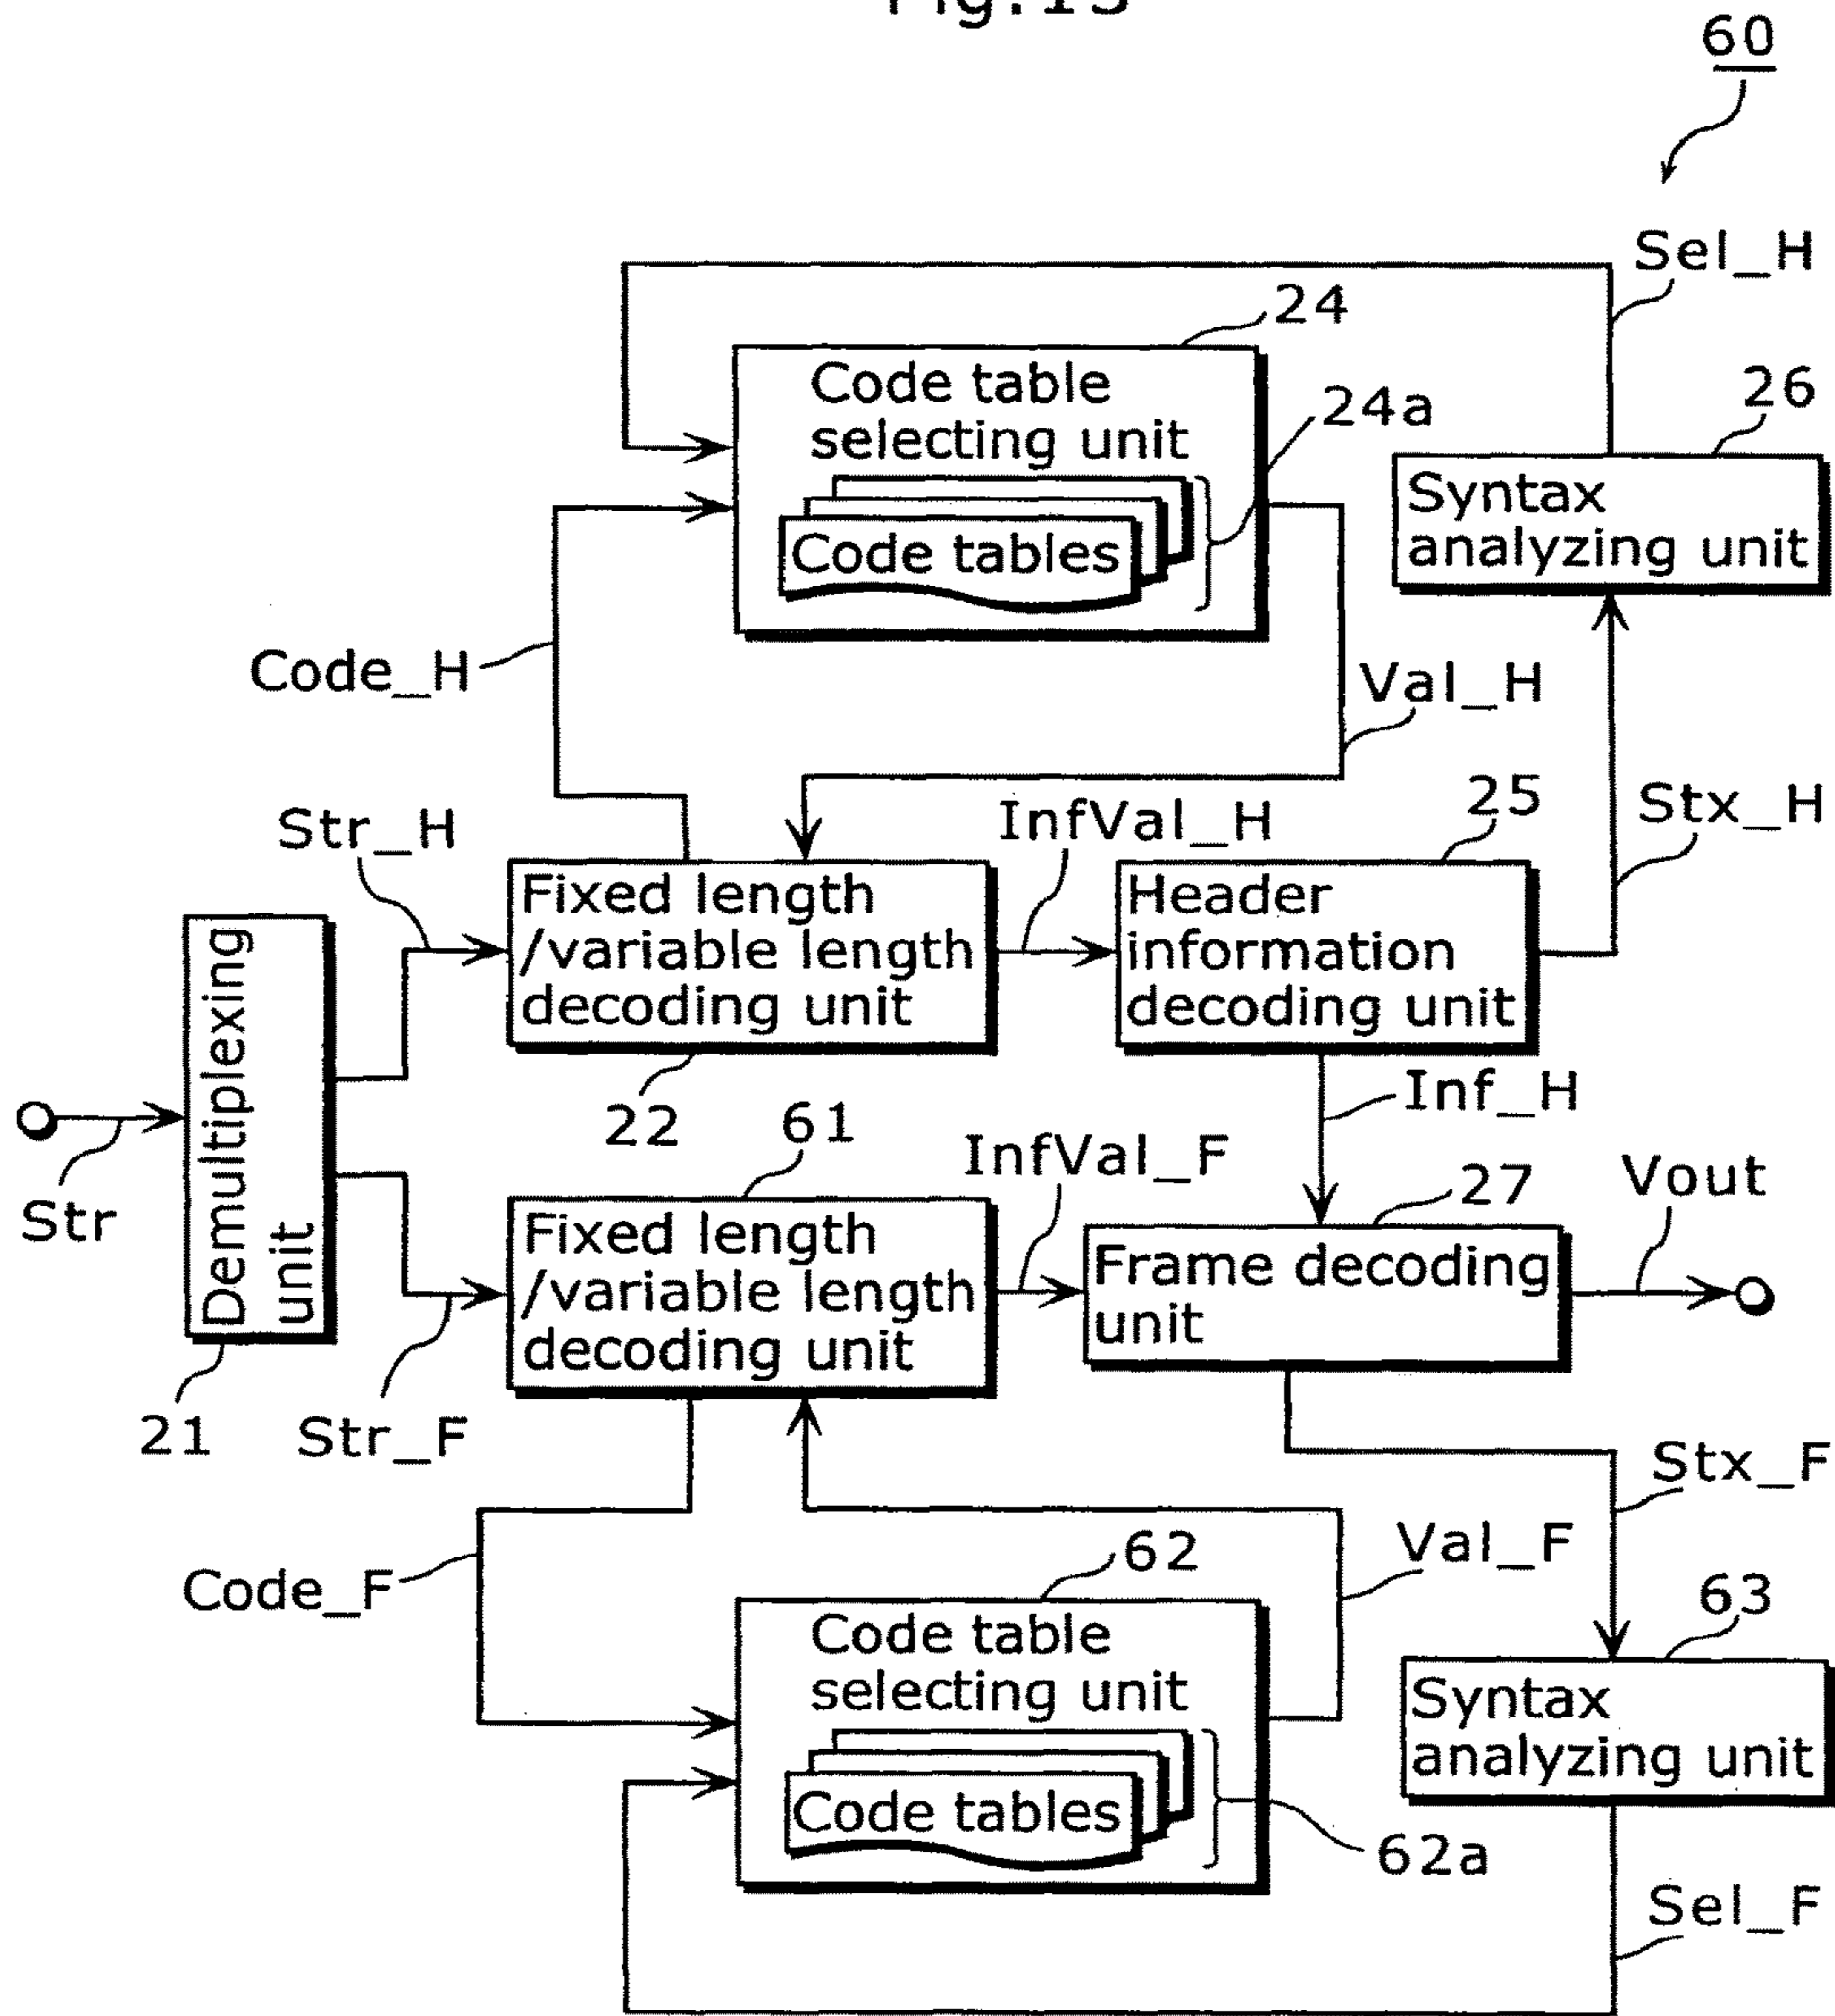 60
Sel_H
24
Code table
selecting unit
24a
26
Code tables
Syntax
analyzing unit
Code_H
Val_H
Str_H
InfVal_H
25
Stx_H
Fixed length
/variable length
decoding unit
Header
information
decoding unit
Demultiplexing
unit
22
Inf_H
Str
61
InfVal_F
27
Vout
Fixed length
/variable length
decoding unit
Frame decoding
unit
21
Str_F
Stx_F
Code_F
62
Val_F
63
Code table
selecting unit
Code tables
Syntax
analyzing unit
62a
Sel_F